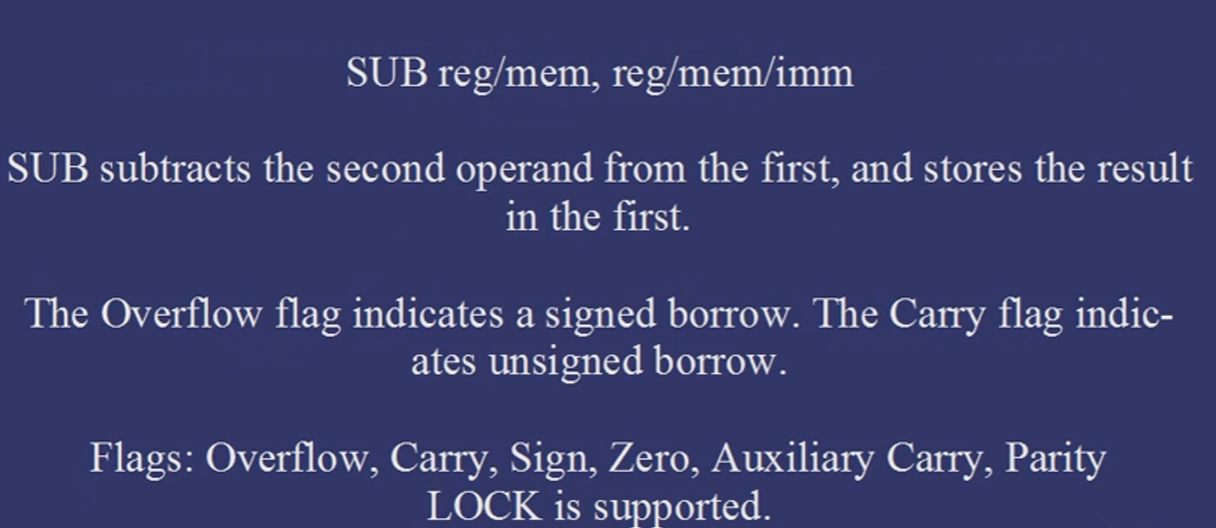 SUB reg/mem, reg/mem/imm
SUB subtracts the second operand from the first, and stores the result
in the first.
The Overflow flag indicates a signed borrow. The Carry flag indic-
ates unsigned borrow.
Flags: Overflow, Carry, Sign, Zero, Auxiliary Carry, Parity
LOCK is supported.